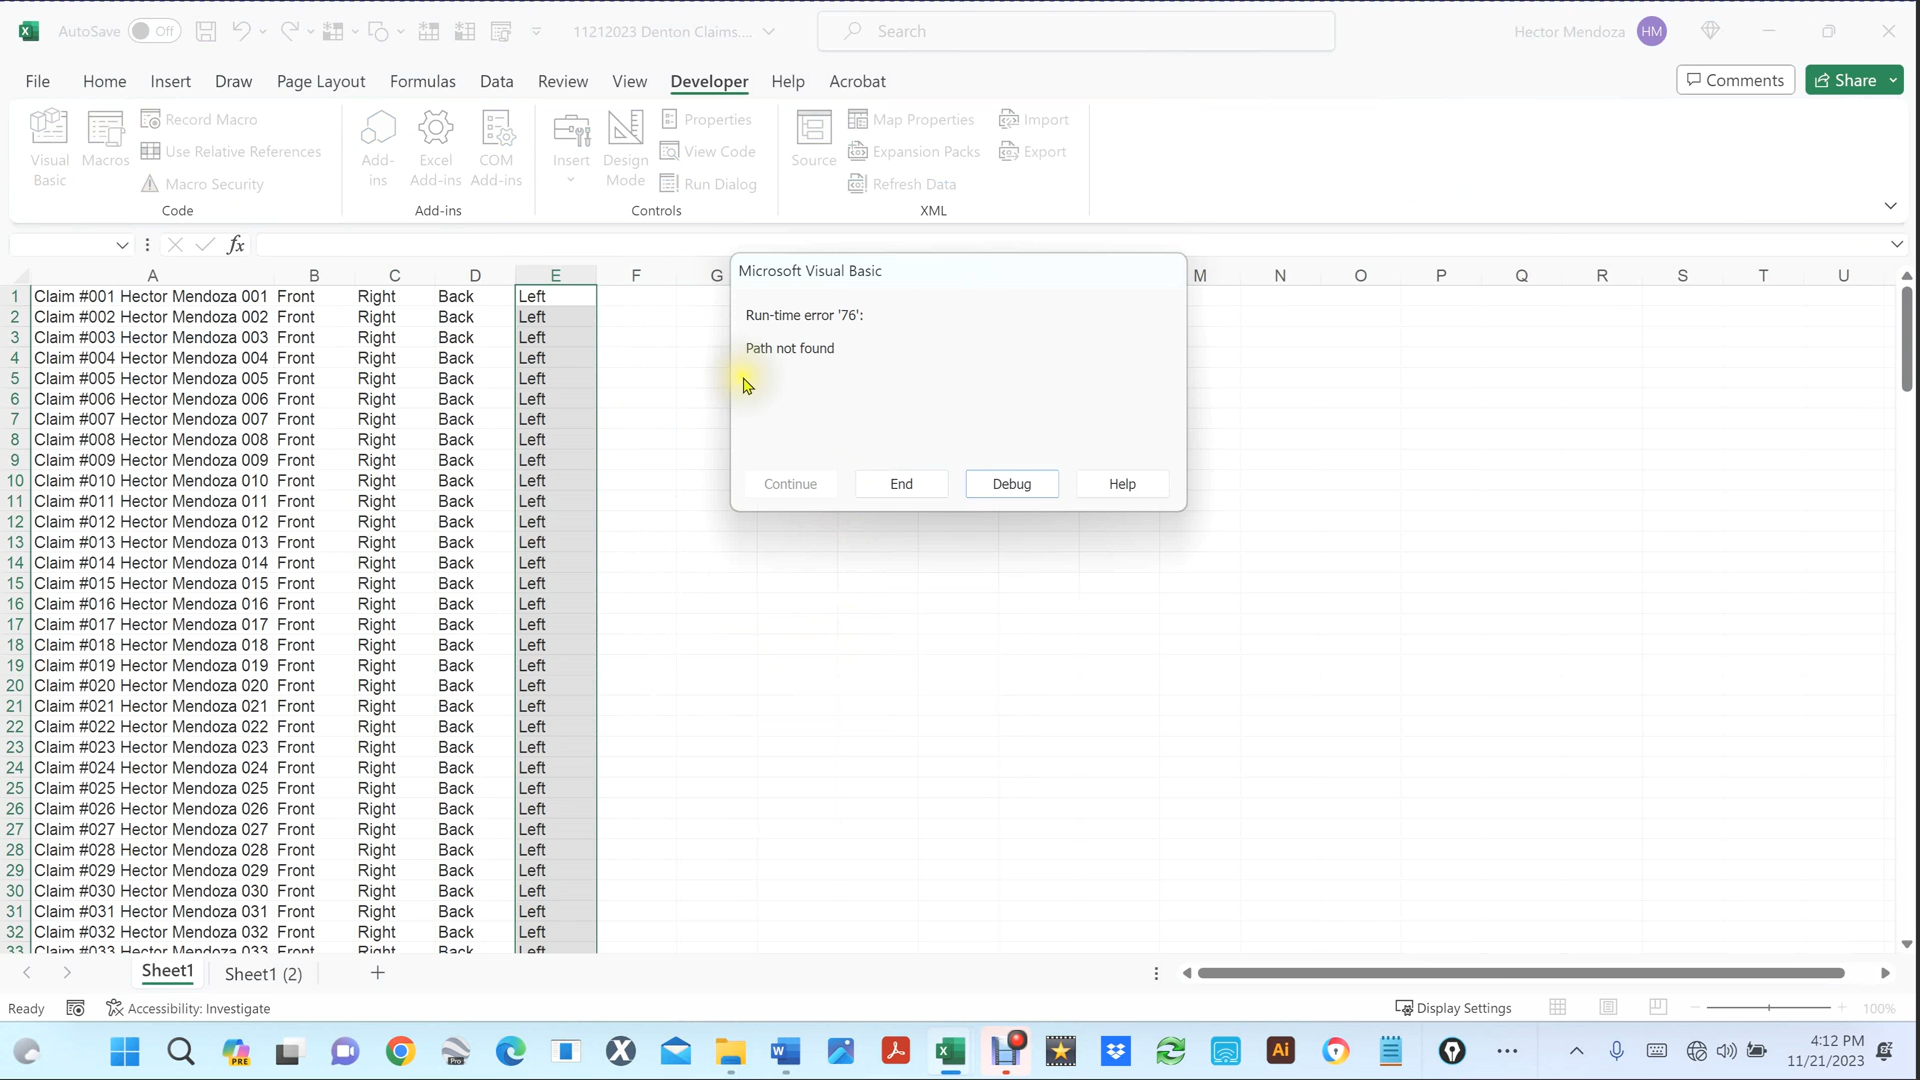 AutoSave Off 11212023 Denton Claims.... Search Hector Mendoza HM
File Home Insert Draw Page Layout Formulas Data Review View Developer Help Acrobat Comments Share
Visual Basic Macros Record Macro Use Relative References Macro Security Code
Add-ins Excel Add-ins COM Add-ins Add-ins
Insert Design Mode Properties View Code Run Dialog Controls
Source Map Properties Expansion Packs Refresh Data Import Export XML
fx
A B C D E F G M N O P Q R S T U
1 Claim #001 Hector Mendoza 001 Front Right Back Left
2 Claim #002 Hector Mendoza 002 Front Right Back Left
3 Claim #003 Hector Mendoza 003 Front Right Back Left
4 Claim #004 Hector Mendoza 004 Front Right Back Left
5 Claim #005 Hector Mendoza 005 Front Right Back Left
6 Claim #006 Hector Mendoza 006 Front Right Back Left
7 Claim #007 Hector Mendoza 007 Front Right Back Left
8 Claim #008 Hector Mendoza 008 Front Right Back Left
9 Claim #009 Hector Mendoza 009 Front Right Back Left
10 Claim #010 Hector Mendoza 010 Front Right Back Left
11 Claim #011 Hector Mendoza 011 Front Right Back Left
12 Claim #012 Hector Mendoza 012 Front Right Back Left
13 Claim #013 Hector Mendoza 013 Front Right Back Left
14 Claim #014 Hector Mendoza 014 Front Right Back Left
15 Claim #015 Hector Mendoza 015 Front Right Back Left
16 Claim #016 Hector Mendoza 016 Front Right Back Left
17 Claim #017 Hector Mendoza 017 Front Right Back Left
18 Claim #018 Hector Mendoza 018 Front Right Back Left
19 Claim #019 Hector Mendoza 019 Front Right Back Left
20 Claim #020 Hector Mendoza 020 Front Right Back Left
21 Claim #021 Hector Mendoza 021 Front Right Back Left
22 Claim #022 Hector Mendoza 022 Front Right Back Left
23 Claim #023 Hector Mendoza 023 Front Right Back Left
24 Claim #024 Hector Mendoza 024 Front Right Back Left
25 Claim #025 Hector Mendoza 025 Front Right Back Left
26 Claim #026 Hector Mendoza 026 Front Right Back Left
27 Claim #027 Hector Mendoza 027 Front Right Back Left
28 Claim #028 Hector Mendoza 028 Front Right Back Left
29 Claim #029 Hector Mendoza 029 Front Right Back Left
30 Claim #030 Hector Mendoza 030 Front Right Back Left
31 Claim #031 Hector Mendoza 031 Front Right Back Left
32 Claim #032 Hector Mendoza 032 Front Right Back Left
33 Claim #033 Hector Mendoza 033 Front Right Back Left
Microsoft Visual Basic
Run-time error '76':
Path not found
Continue End Debug Help
Sheet1 Sheet1 (2)
Ready Accessibility: Investigate Display Settings 100%
PRE Pro Ai
4:12 PM
11/21/2023